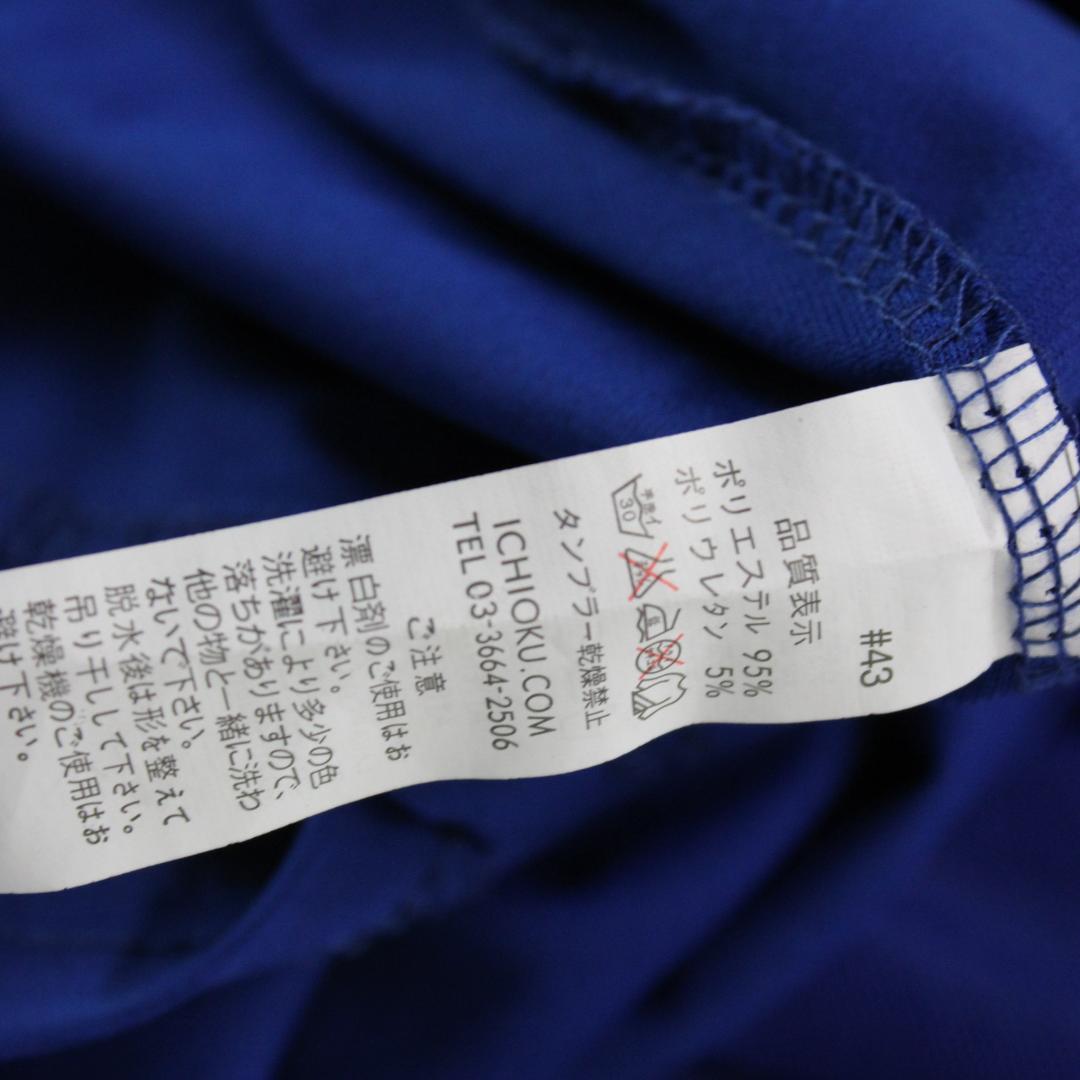 #43
品質表示
ポリエステル 95%
ポリウレタン 5%
手洗イ
30
タンブラー乾燥禁止
ICHIOKU.COM
TEL 03-3664-2506
ご注意
漂白剤のご使用はお
避け下さい。
洗濯により多少の色
落ちがありますので、
他の物と一緒に洗わ
ないで下さい。
脱水後は形を整えて
吊り干しして下さい。
乾燥機のご使用はお
避け下さい。